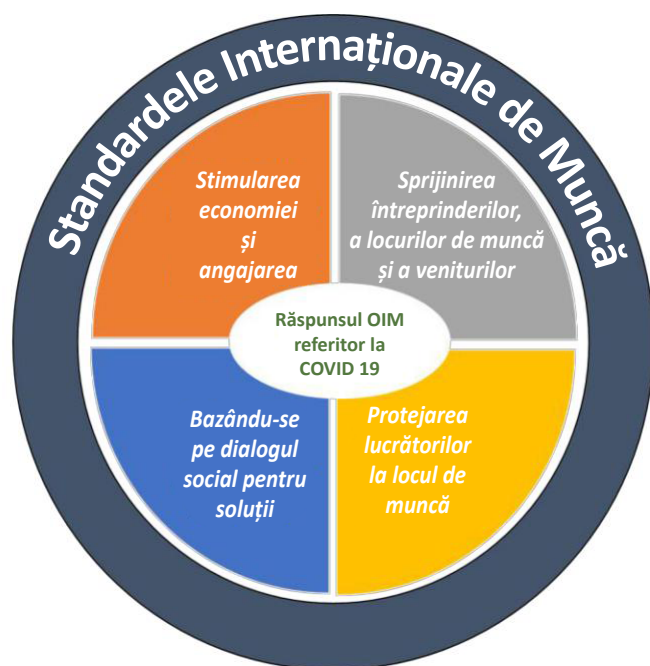 Standardele Internaționale de Muncă
Stimularea
economiei
și
angajarea
Sprijinirea
întreprinderilor,
a locurilor de muncă
și a veniturilor
Răspunsul OIM
referitor la
COVID 19
Bazându-se
pe dialogul
social pentru
soluții
Protejarea
lucrătorilor
la locul de
muncă